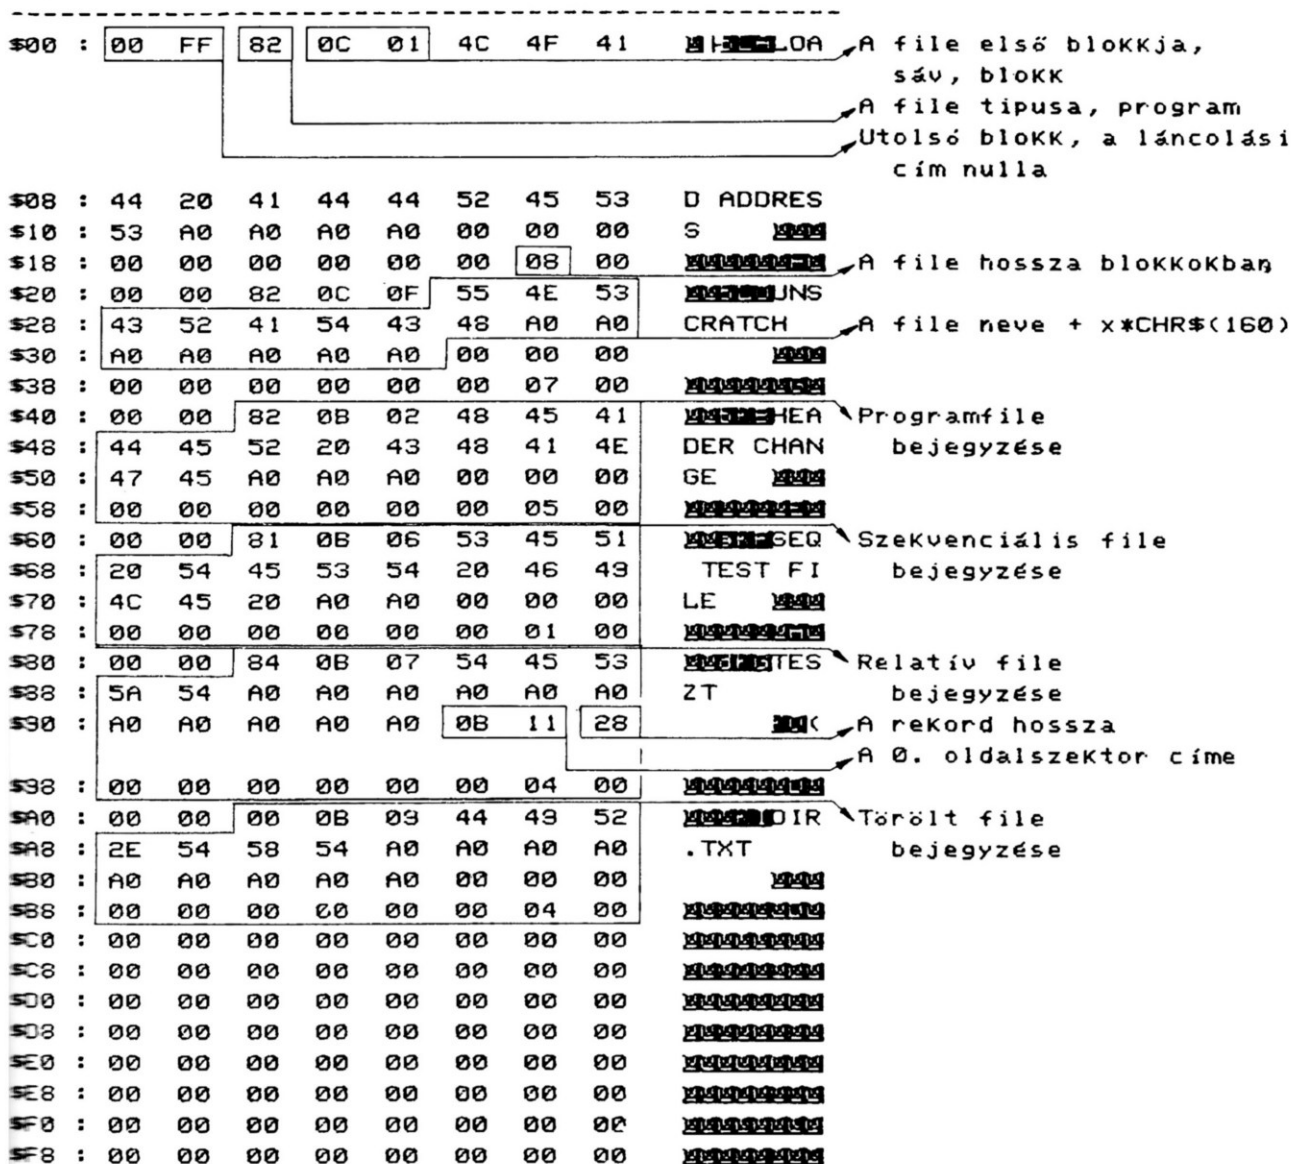 $00 : 00 FF 82 0C 01 4C 4F 41 LOA A file első blokkja,
sáv, blokk
A file tipusa, program
Utolsó blokk, a láncolási
cím nulla
$08 : 44 20 41 44 44 52 45 53 D ADDRES
$10 : 53 A0 A0 A0 A0 00 00 00 S
$18 : 00 00 00 00 00 00 08 00 A file hossza blokkokban
$20 : 00 00 82 0C 0F 55 4E 53 UNS
$28 : 43 52 41 54 43 48 A0 A0 CRATCH A file neve + x*CHR$(160)
$30 : A0 A0 A0 A0 A0 00 00 00
$38 : 00 00 00 00 00 00 07 00
$40 : 00 00 82 0B 02 48 45 41 HEA Programfile
$48 : 44 45 52 20 43 48 41 4E DER CHAN bejegyzése
$50 : 47 45 A0 A0 A0 00 00 00 GE
$58 : 00 00 00 00 00 00 05 00
$60 : 00 00 81 0B 06 53 45 51 SEQ Szekvenciális file
$68 : 20 54 45 53 54 20 46 49 TEST FI bejegyzése
$70 : 4C 45 20 A0 A0 00 00 00 LE
$78 : 00 00 00 00 00 00 01 00
$80 : 00 00 84 0B 07 54 45 53 TES Relatív file
$88 : 5A 54 A0 A0 A0 A0 A0 A0 ZT bejegyzése
$90 : A0 A0 A0 A0 A0 0B 11 28 ( A rekord hossza
A 0. oldalszektor címe
$98 : 00 00 00 00 00 00 04 00
$A0 : 00 00 00 0B 09 44 49 52 DIR Törölt file
$A8 : 2E 54 58 54 A0 A0 A0 A0 .TXT bejegyzése
$B0 : A0 A0 A0 A0 A0 00 00 00
$B8 : 00 00 00 00 00 00 04 00
$C0 : 00 00 00 00 00 00 00 00
$C8 : 00 00 00 00 00 00 00 00
$D0 : 00 00 00 00 00 00 00 00
$D8 : 00 00 00 00 00 00 00 00
$E0 : 00 00 00 00 00 00 00 00
$E8 : 00 00 00 00 00 00 00 00
$F0 : 00 00 00 00 00 00 00 00
$F8 : 00 00 00 00 00 00 00 00